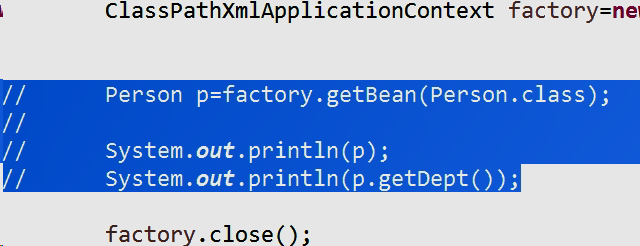 ClassPathXmlApplicationContext factory=new
//      Person p=factory.getBean(Person.class);
//
//      System.out.println(p);
//      System.out.println(p.getDept());
factory.close();